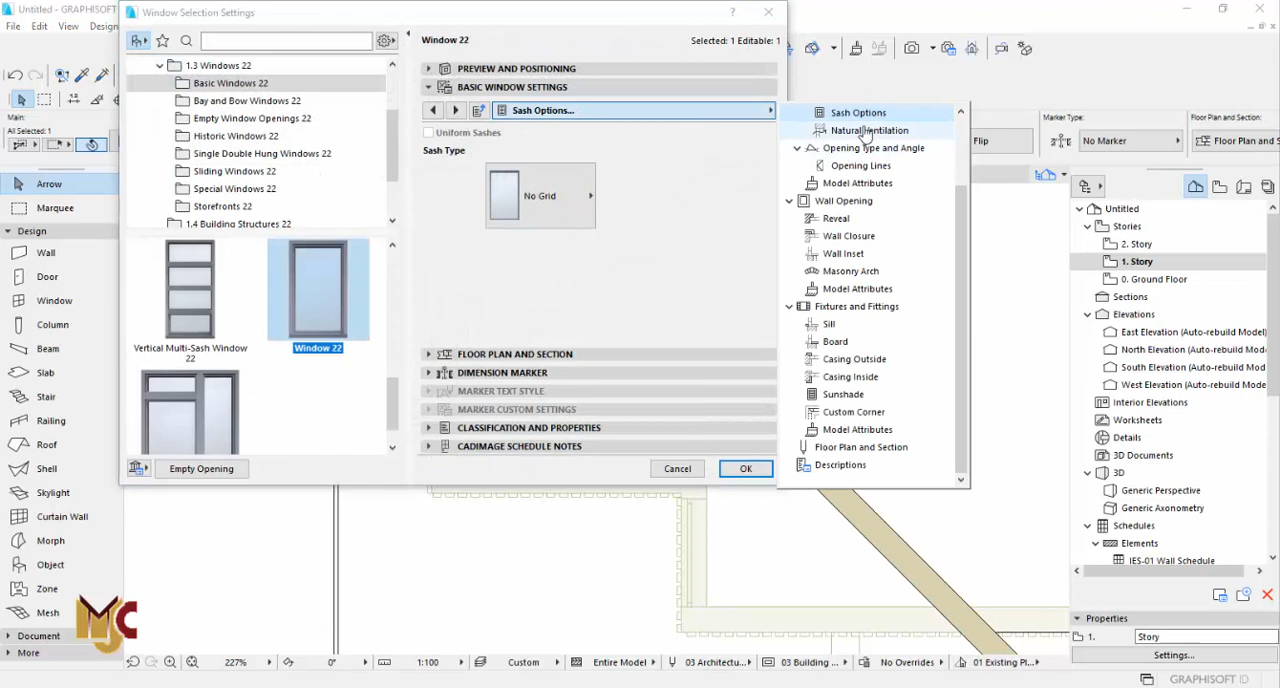 Untitled - GRAPHISOFT
File Edit View Design
Window Selection Settings
Window 22
Selected: 1 Editable: 1
1.3 Windows 22
Basic Windows 22
Bay and Bow Windows 22
Empty Window Openings 22
Historic Windows 22
Single Double Hung Windows 22
Sliding Windows 22
Special Windows 22
Storefronts 22
1.4 Building Structures 22
Vertical Multi-Sash Window
22
Window 22
Empty Opening
PREVIEW AND POSITIONING
BASIC WINDOW SETTINGS
Sash Options...
Uniform Sashes
Sash Type
No Grid
FLOOR PLAN AND SECTION
DIMENSION MARKER
MARKER TEXT STYLE
MARKER CUSTOM SETTINGS
CLASSIFICATION AND PROPERTIES
CADIMAGE SCHEDULE NOTES
Cancel
OK
Sash Options
Natural Ventilation
Opening Type and Angle
Opening Lines
Model Attributes
Wall Opening
Reveal
Wall Closure
Wall Inset
Masonry Arch
Model Attributes
Fixtures and Fittings
Sill
Board
Casing Outside
Casing Inside
Sunshade
Custom Corner
Model Attributes
Floor Plan and Section
Descriptions
Main:
All Selected: 1
Arrow
Marquee
Design
Wall
Door
Window
Column
Beam
Slab
Stair
Railing
Roof
Shell
Skylight
Curtain Wall
Morph
Object
Zone
Mesh
Document
More
Flip
Marker Type:
No Marker
Floor Plan and Section:
Floor Plan and S
Untitled
Stories
2. Story
1. Story
0. Ground Floor
Sections
Elevations
East Elevation (Auto-rebuild Model)
North Elevation (Auto-rebuild Mod
South Elevation (Auto-rebuild Mod
West Elevation (Auto-rebuild Mode
Interior Elevations
Worksheets
Details
3D Documents
3D
Generic Perspective
Generic Axonometry
Schedules
Elements
IES-01 Wall Schedule
Properties
1.
Story
Settings...
GRAPHISOFT ID
227%
0°
1:100
Custom
Entire Model
03 Architectu...
03 Building ...
No Overrides
01 Existing Pl...
MJC